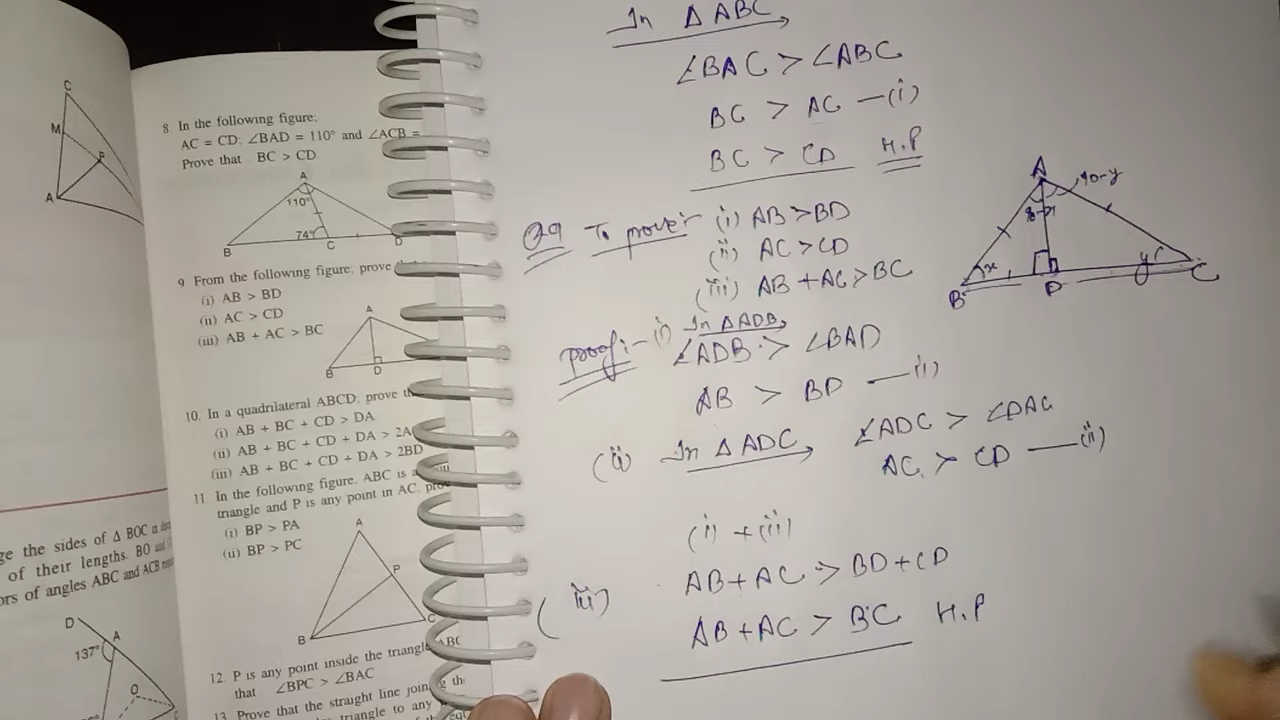 C
M
P
A
ge the sides of Δ BOC in
of their lengths. BO and
ors of angles ABC and ACB
D
A
137°
O
8 In the following figure;
AC = CD; ∠BAD = 110° and ∠ACB =
Prove that BC > CD
A
110°
74°
B
C
D
9 From the following figure; prove
(i) AB > BD
(ii) AC > CD
(iii) AB + AC > BC
A
B
D
10. In a quadrilateral ABCD; prove
(i) AB + BC + CD > DA
(ii) AB + BC + CD + DA > 2A
(iii) AB + BC + CD + DA > 2BD
11 In the following figure, ABC is
triangle and P is any point in AC,
(i) BP > PA
(ii) BP > PC
A
P
B
C
12. P is any point inside the triangle
that ∠BPC > ∠BAC
13 Prove that the straight line joining the
triangle to any
In Δ ABC
∠BAC > ∠ABC
BC > AC —(i)
BC > CD H.P
Q9 To prove:- (i) AB > BD
(ii) AC > CD
(iii) AB + AC > BC
Proof:- (i) In ΔADB,
∠ADB > ∠BAD
AB > BD —(i)
(ii) In Δ ADC, ∠ADC > ∠DAC
AC > CD —(ii)
(i) + (ii)
(iii) AB + AC > BD + CD
AB + AC > BC H.P
A
90-y
x
y
B
D
C